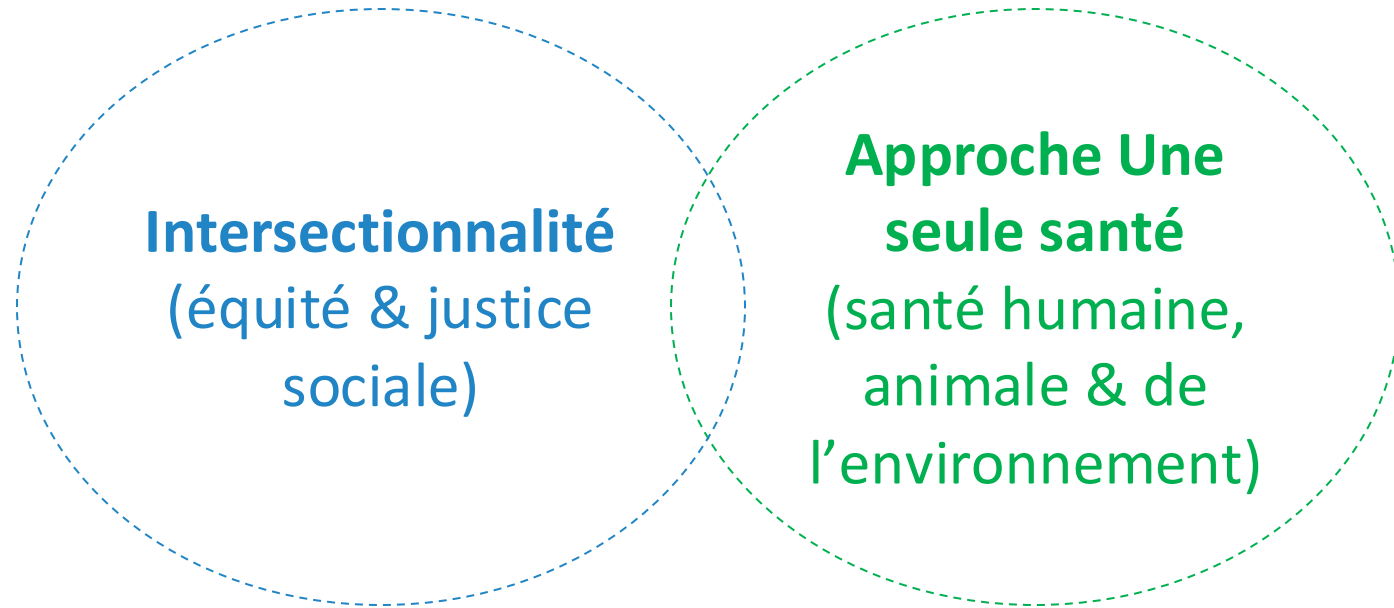 Intersectionnalité
(équité & justice
sociale)
Approche Une
seule santé
(santé humaine,
animale & de
l’environnement)